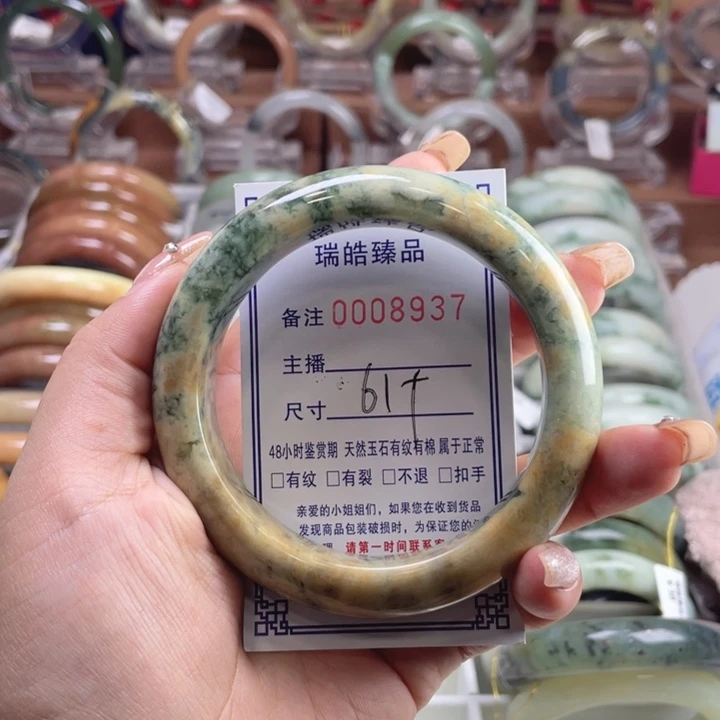 瑞皓臻品
备注 0008937
主播
尺寸 61+
48小时鉴赏期 天然玉石有纹有棉 属于正常
□有纹 □有裂 □不退 □扣手
亲爱的小姐姐们，如果您在收到货品
发现商品包装破损时，为保证您的
理，请第一时间联系客